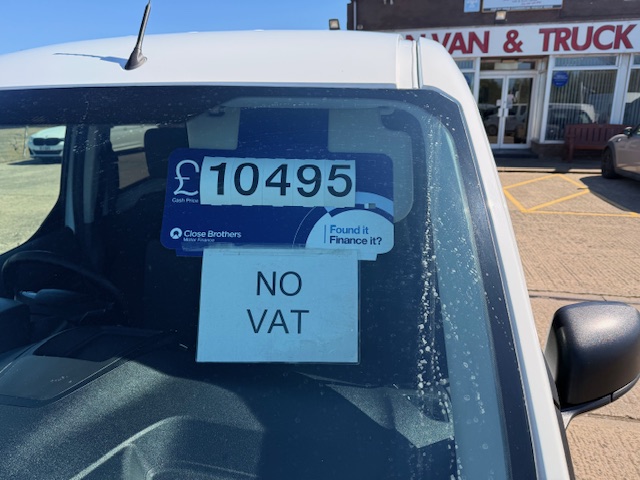 VAN & TRUCK
£10495
Cash Price
Close Brothers
Motor Finance
Found it
Finance it?
NO
VAT